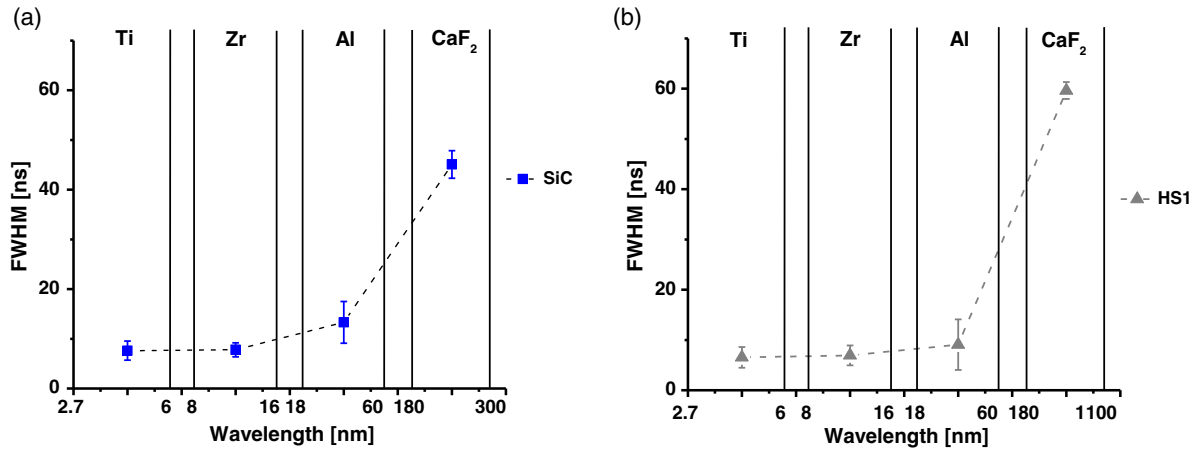 (a)
Ti Zr Al CaF₂
FWHM [ns]
60
40
20
0
2.7 6 8 16 18 60 180 300
Wavelength [nm]
SiC
(b)
Ti Zr Al CaF₂
FWHM [ns]
60
40
20
0
2.7 6 8 16 18 60 180 1100
Wavelength [nm]
HS1